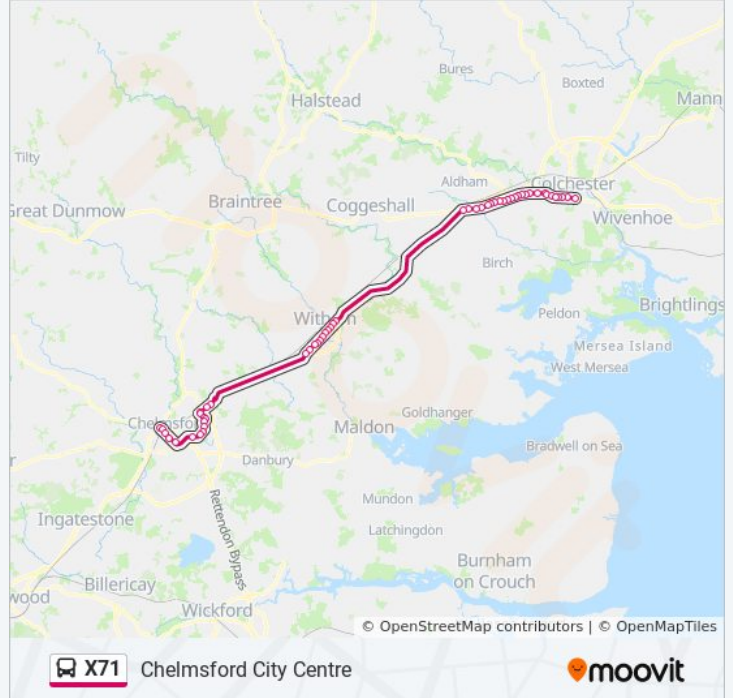 Bures
Boxted
Halstead
Mann
Tilty
Aldham
Colchester
Braintree
Coggeshall
Great Dunmow
Wivenhoe
Birch
Brightlings
Peldon
Witham
Mersea Island
West Mersea
Goldhanger
Chelmsfor
Maldon
Bradwell on Sea
Danbury
Mundon
Ingatestone
Rettendon Bypass
Latchingdon
Burnham
on Crouch
Billericay
wood
Wickford
© OpenStreetMap contributors | © OpenMapTiles
X71 Chelmsford City Centre
moovit